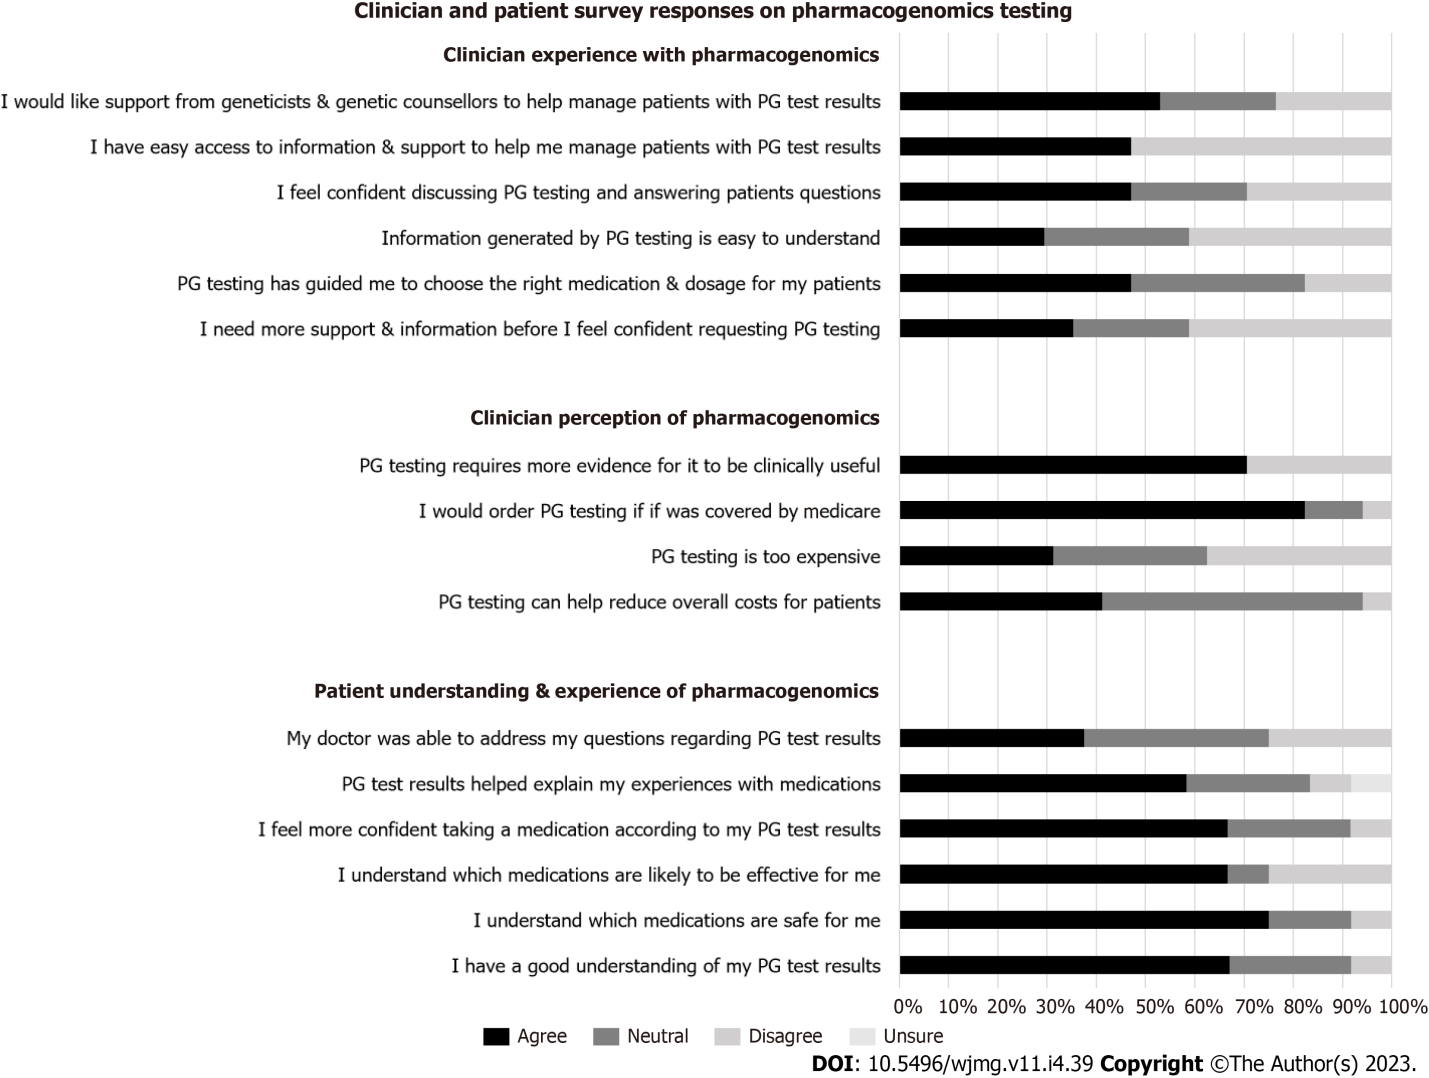 Clinician and patient survey responses on pharmacogenomics testing
Clinician experience with pharmacogenomics
I would like support from geneticists & genetic counsellors to help manage patients with PG test results
I have easy access to information & support to help me manage patients with PG test results
I feel confident discussing PG testing and answering patients questions
Information generated by PG testing is easy to understand
PG testing has guided me to choose the right medication & dosage for my patients
I need more support & information before I feel confident requesting PG testing
Clinician perception of pharmacogenomics
PG testing requires more evidence for it to be clinically useful
I would order PG testing if if was covered by medicare
PG testing is too expensive
PG testing can help reduce overall costs for patients
Patient understanding & experience of pharmacogenomics
My doctor was able to address my questions regarding PG test results
PG test results helped explain my experiences with medications
I feel more confident taking a medication according to my PG test results
I understand which medications are likely to be effective for me
I understand which medications are safe for me
I have a good understanding of my PG test results
0% 10% 20% 30% 40% 50% 60% 70% 80% 90% 100%
Agree Neutral Disagree Unsure
DOI: 10.5496/wjmg.v11.i4.39 Copyright ©The Author(s) 2023.